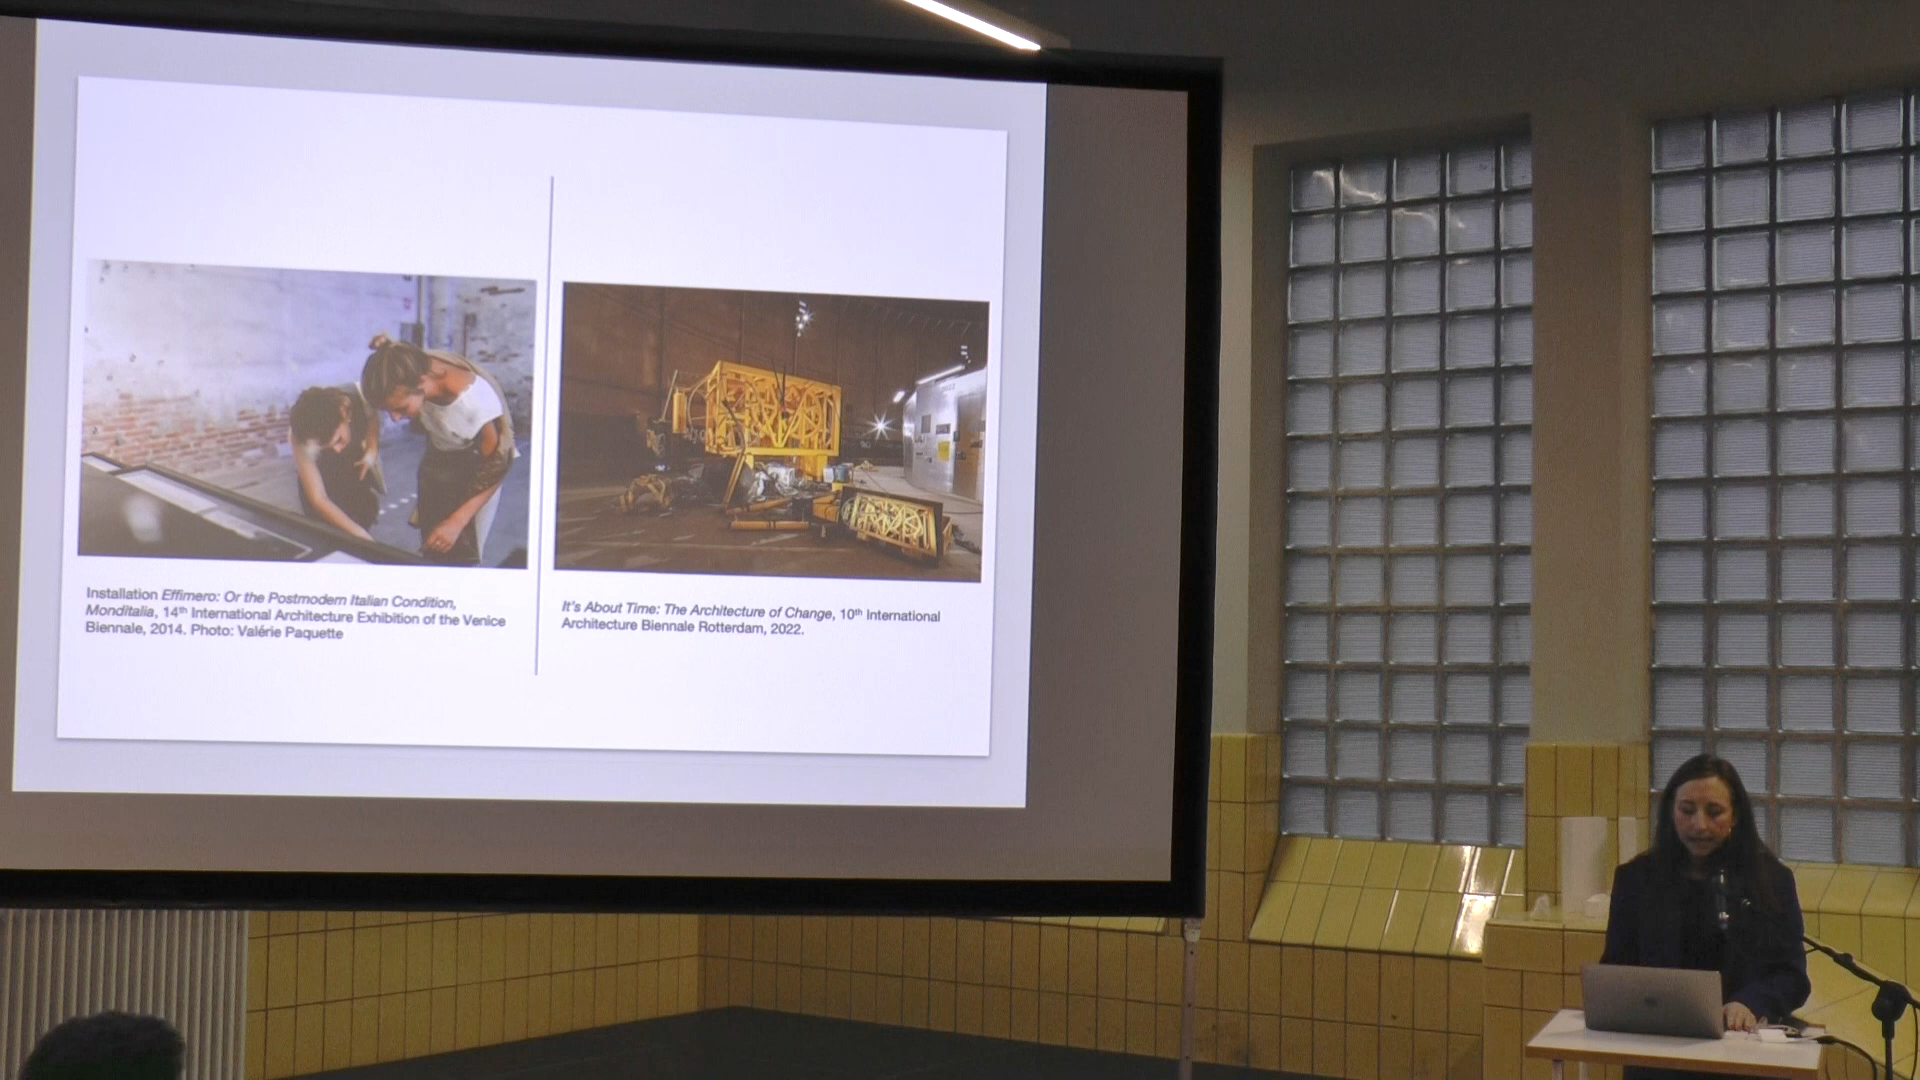 Installation Effimero: Or the Postmodern Italian Condition,
Monditalia, 14th International Architecture Exhibition of the Venice
Biennale, 2014. Photo: Valérie Paquette
It's About Time: The Architecture of Change, 10th International
Architecture Biennale Rotterdam, 2022.